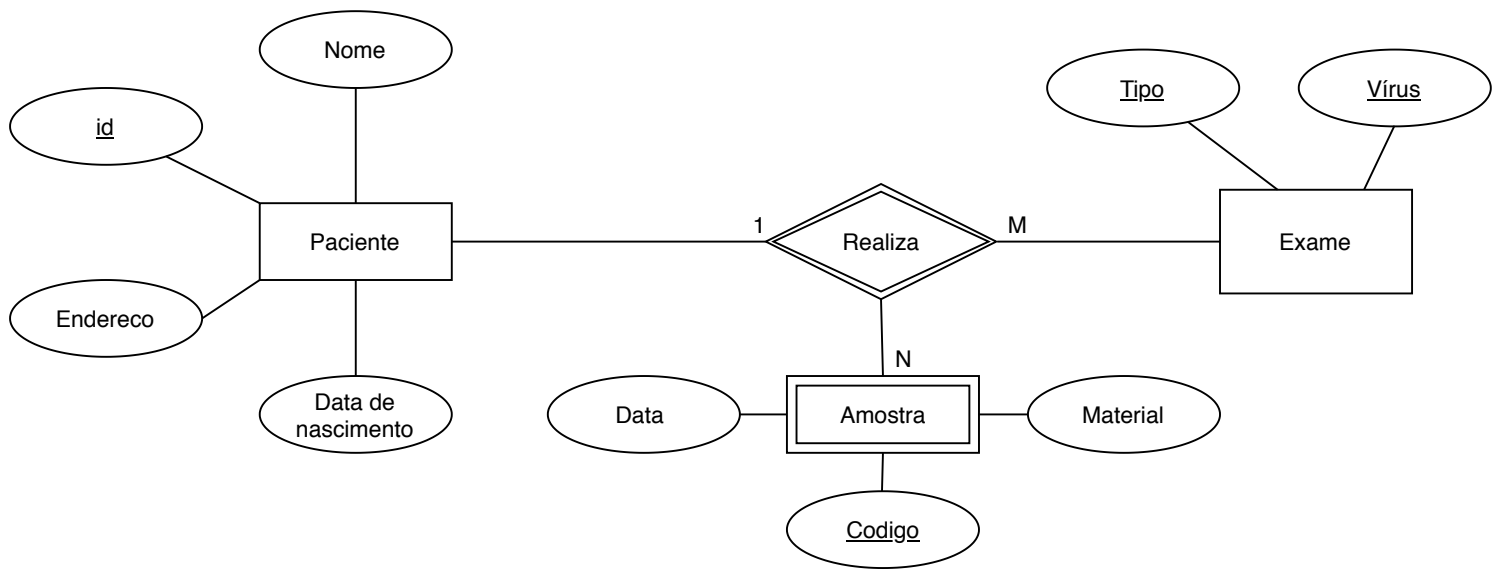 Nome
Tipo
Vírus
id
1
M
Paciente
Realiza
Exame
Endereco
N
Data de
nascimento
Data
Amostra
Material
Codigo